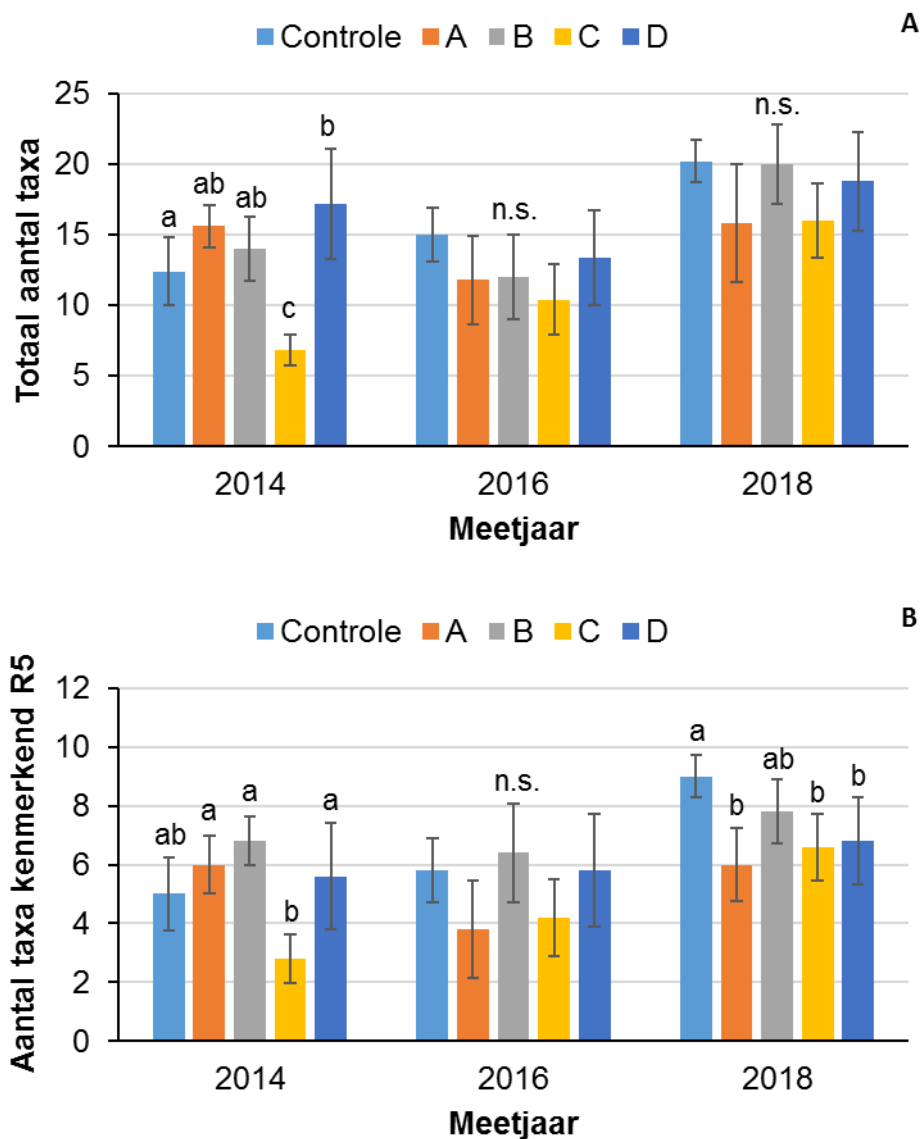 A
Controle A B C D
Totaal aantal taxa
25
20
15
10
5
0
a ab ab c b
n.s.
n.s.
2014 2016 2018
Meetjaar
B
Controle A B C D
Aantal taxa kenmerkend R5
12
10
8
6
4
2
0
ab a a b a
n.s.
a b ab b b
2014 2016 2018
Meetjaar